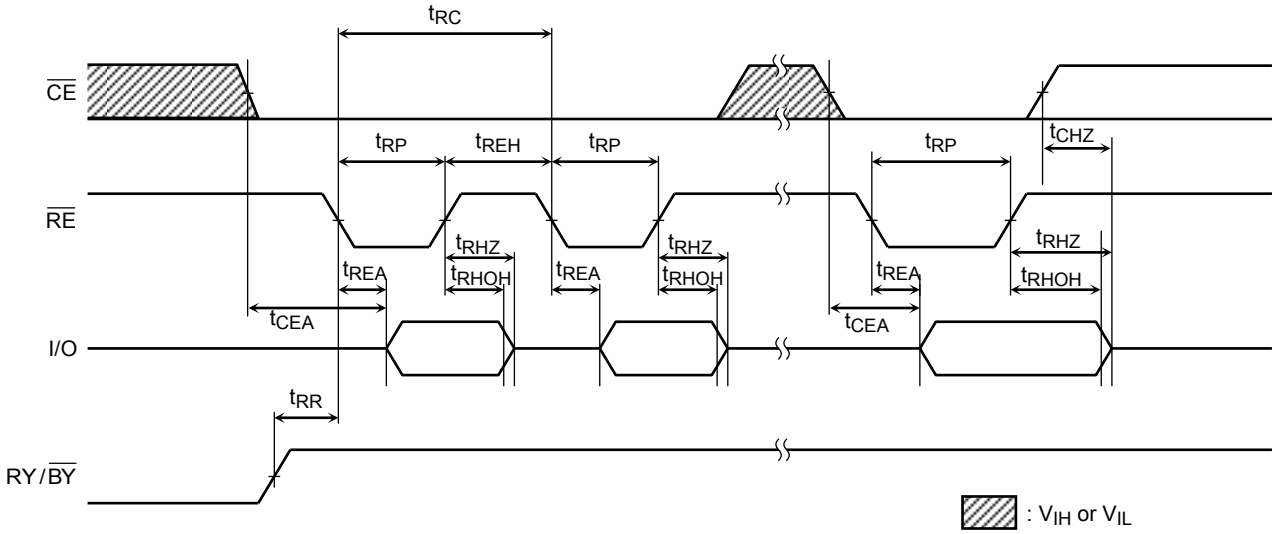 tRC
CE
tCHZ
tRP tREH tRP tRP
RE
tRHZ tRHZ tRHZ
tREA tRHOH tREA tRHOH tREA tRHOH
tCEA tCEA
I/O
tRR
RY/BY
: VIH or VIL